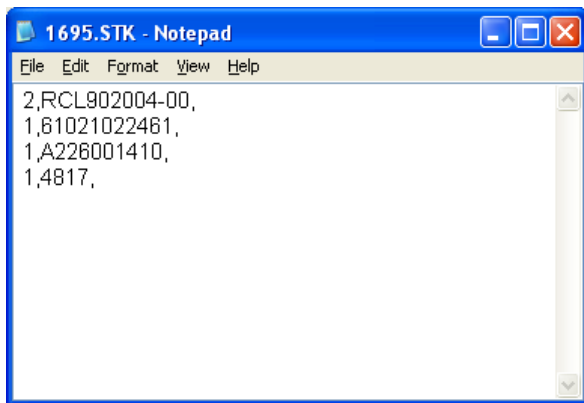 1695.STK - Notepad
File Edit Format View Help
2,RCL902004-00,
1,61021022461,
1,A226001410,
1,4817,